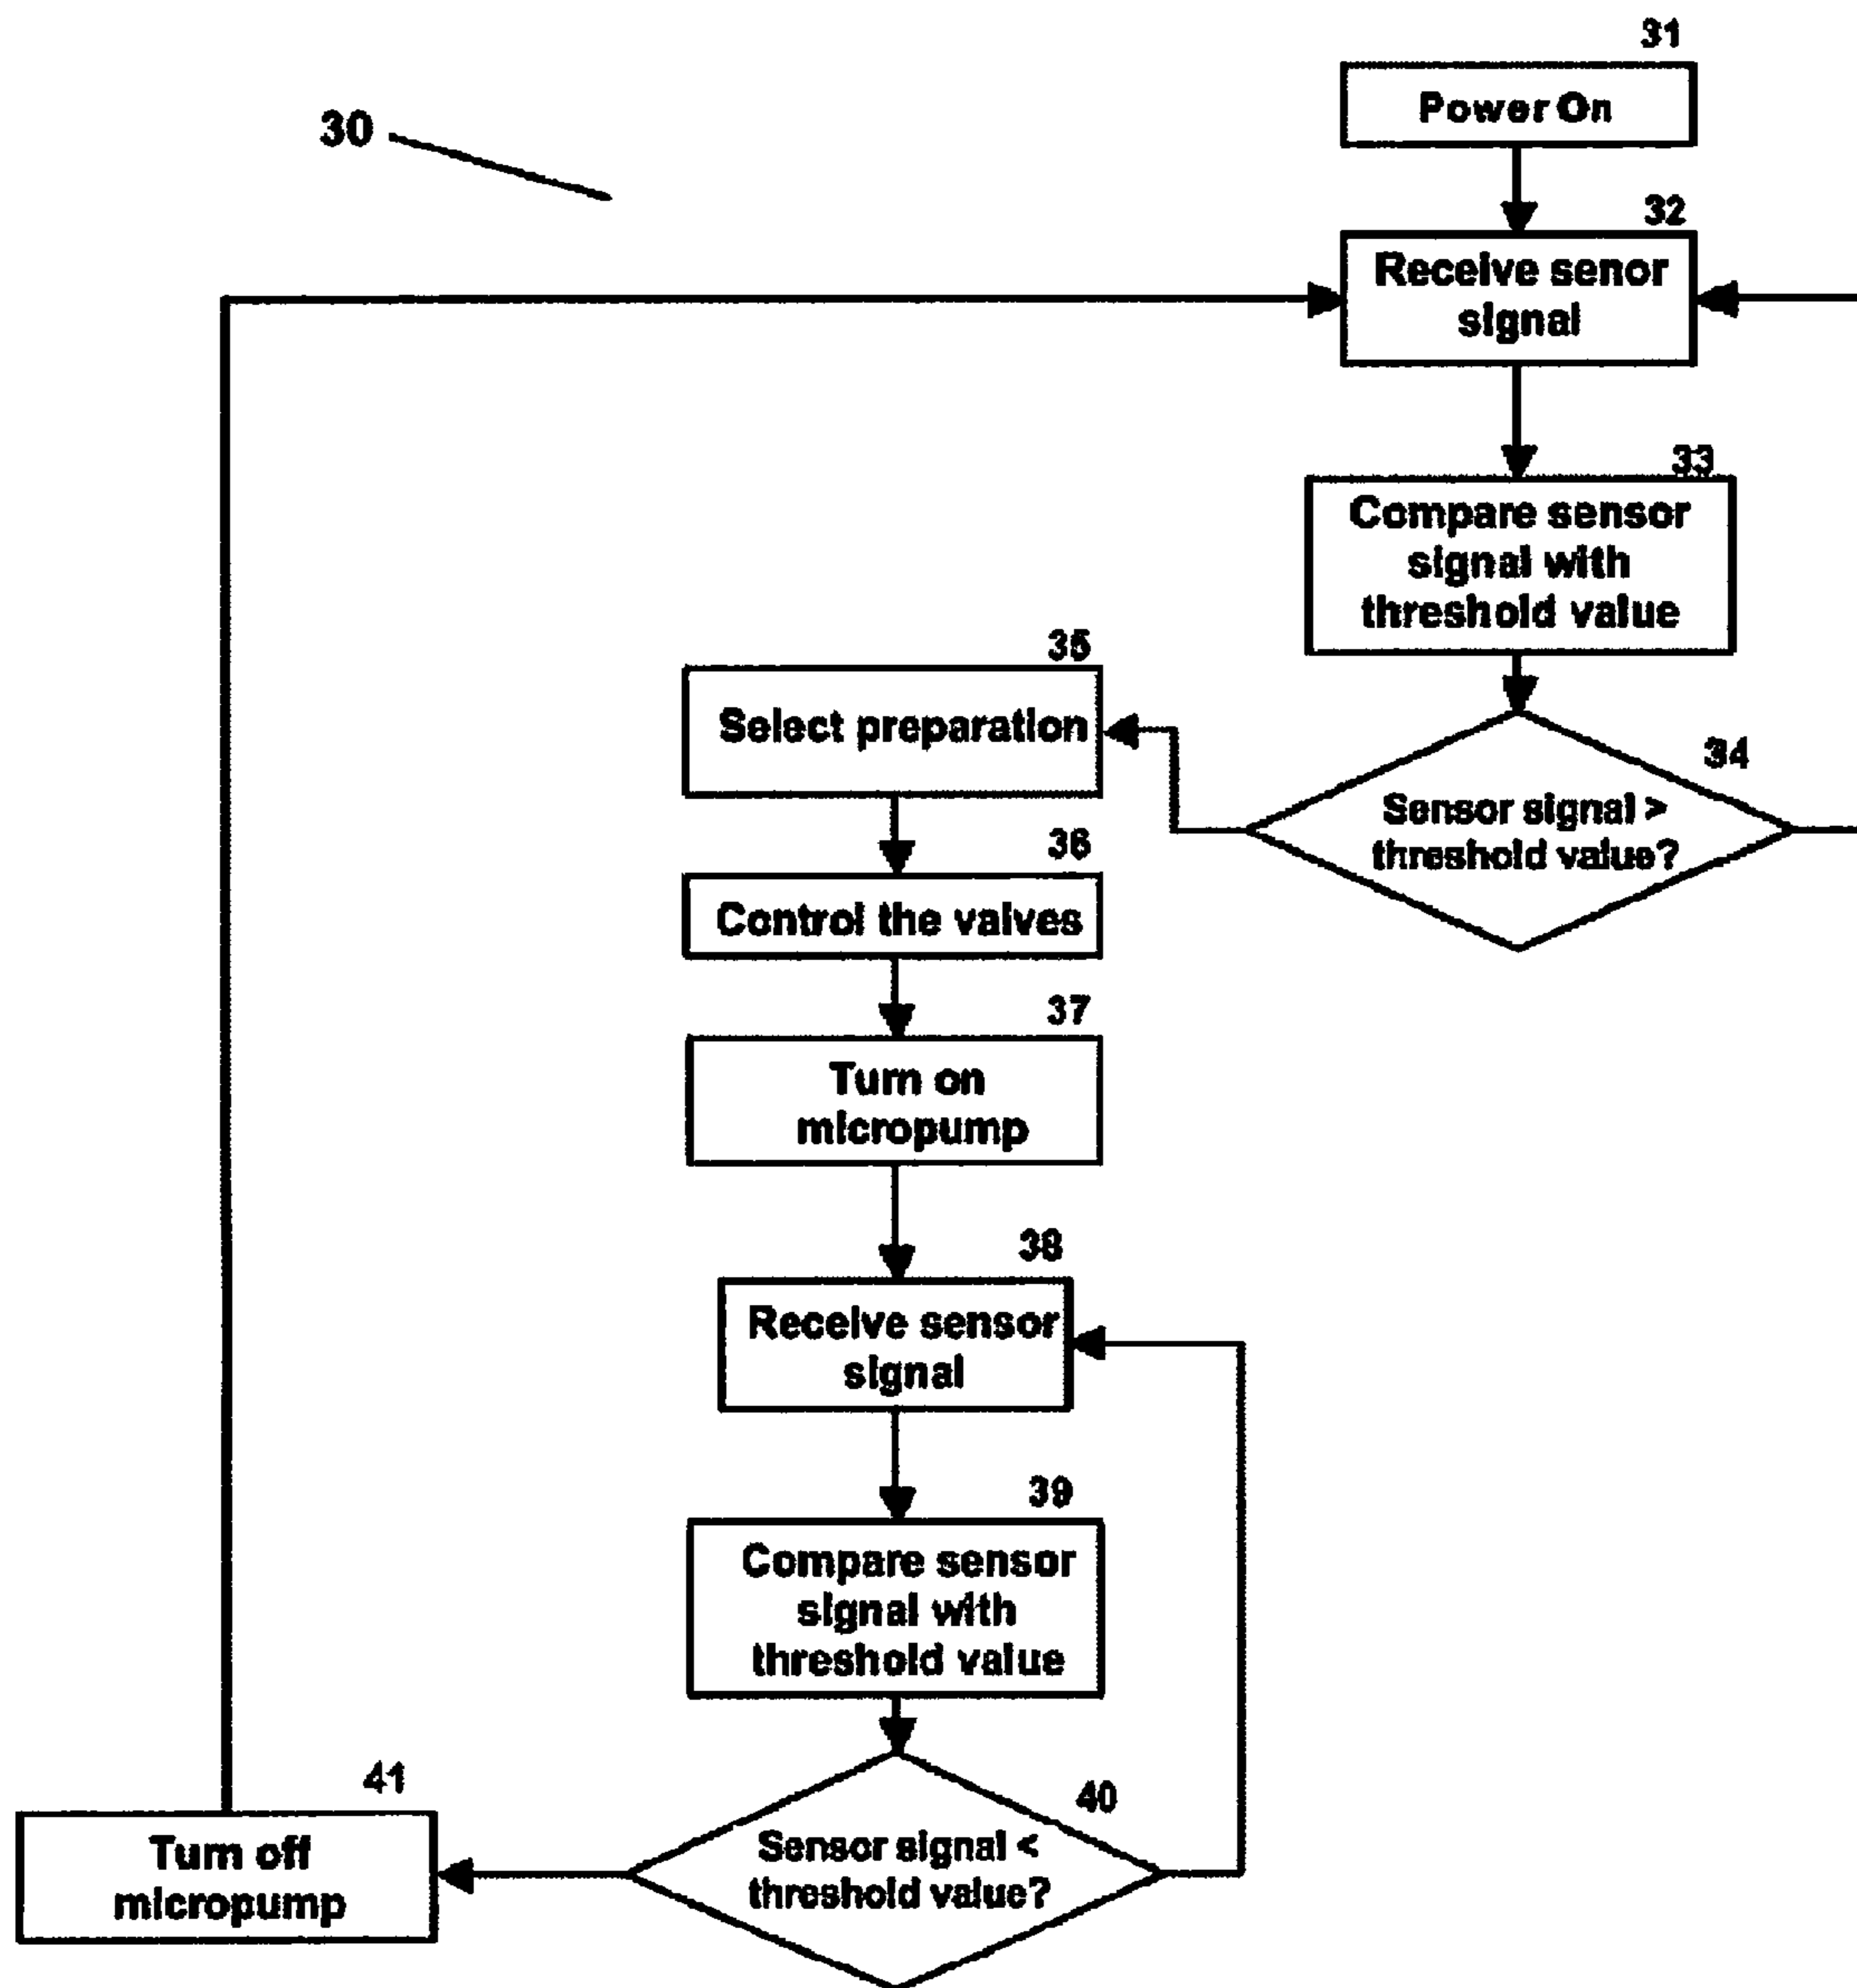 31
Power On
30
32
Receive senor
signal
33
Compare sensor
signal with
threshold value
34
Sensor signal >
threshold value?
35
Select preparation
36
Control the valves
37
Turn on
micropump
38
Receive sensor
signal
39
Compare sensor
signal with
threshold value
40
Sensor signal <
threshold value?
41
Turn off
micropump